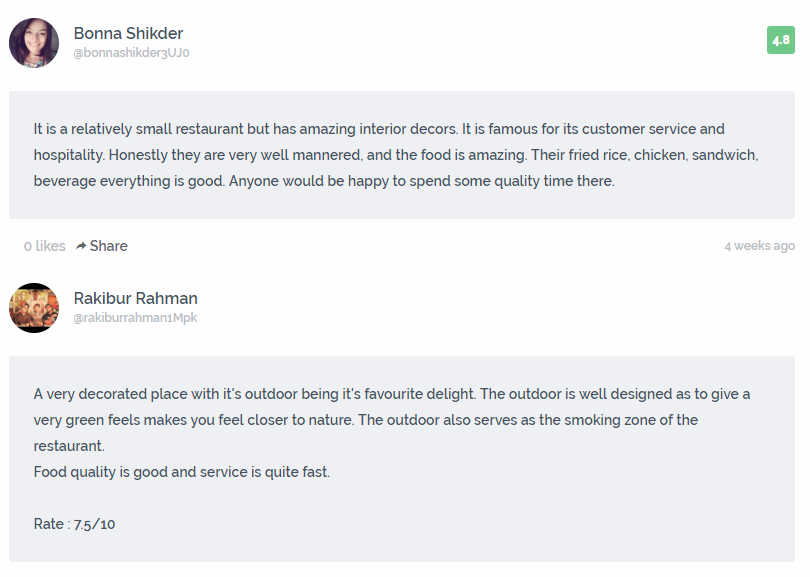 Bonna Shikder
@bonnashikder3UJ0
4.8
It is a relatively small restaurant but has amazing interior decors. It is famous for its customer service and
hospitality. Honestly they are very well mannered, and the food is amazing. Their fried rice, chicken, sandwich,
beverage everything is good. Anyone would be happy to spend some quality time there.
0 likes Share
4 weeks ago
Rakibur Rahman
@rakiburrahman1Mpk
A very decorated place with it's outdoor being it's favourite delight. The outdoor is well designed as to give a
very green feels makes you feel closer to nature. The outdoor also serves as the smoking zone of the
restaurant.
Food quality is good and service is quite fast.
Rate : 7.5/10